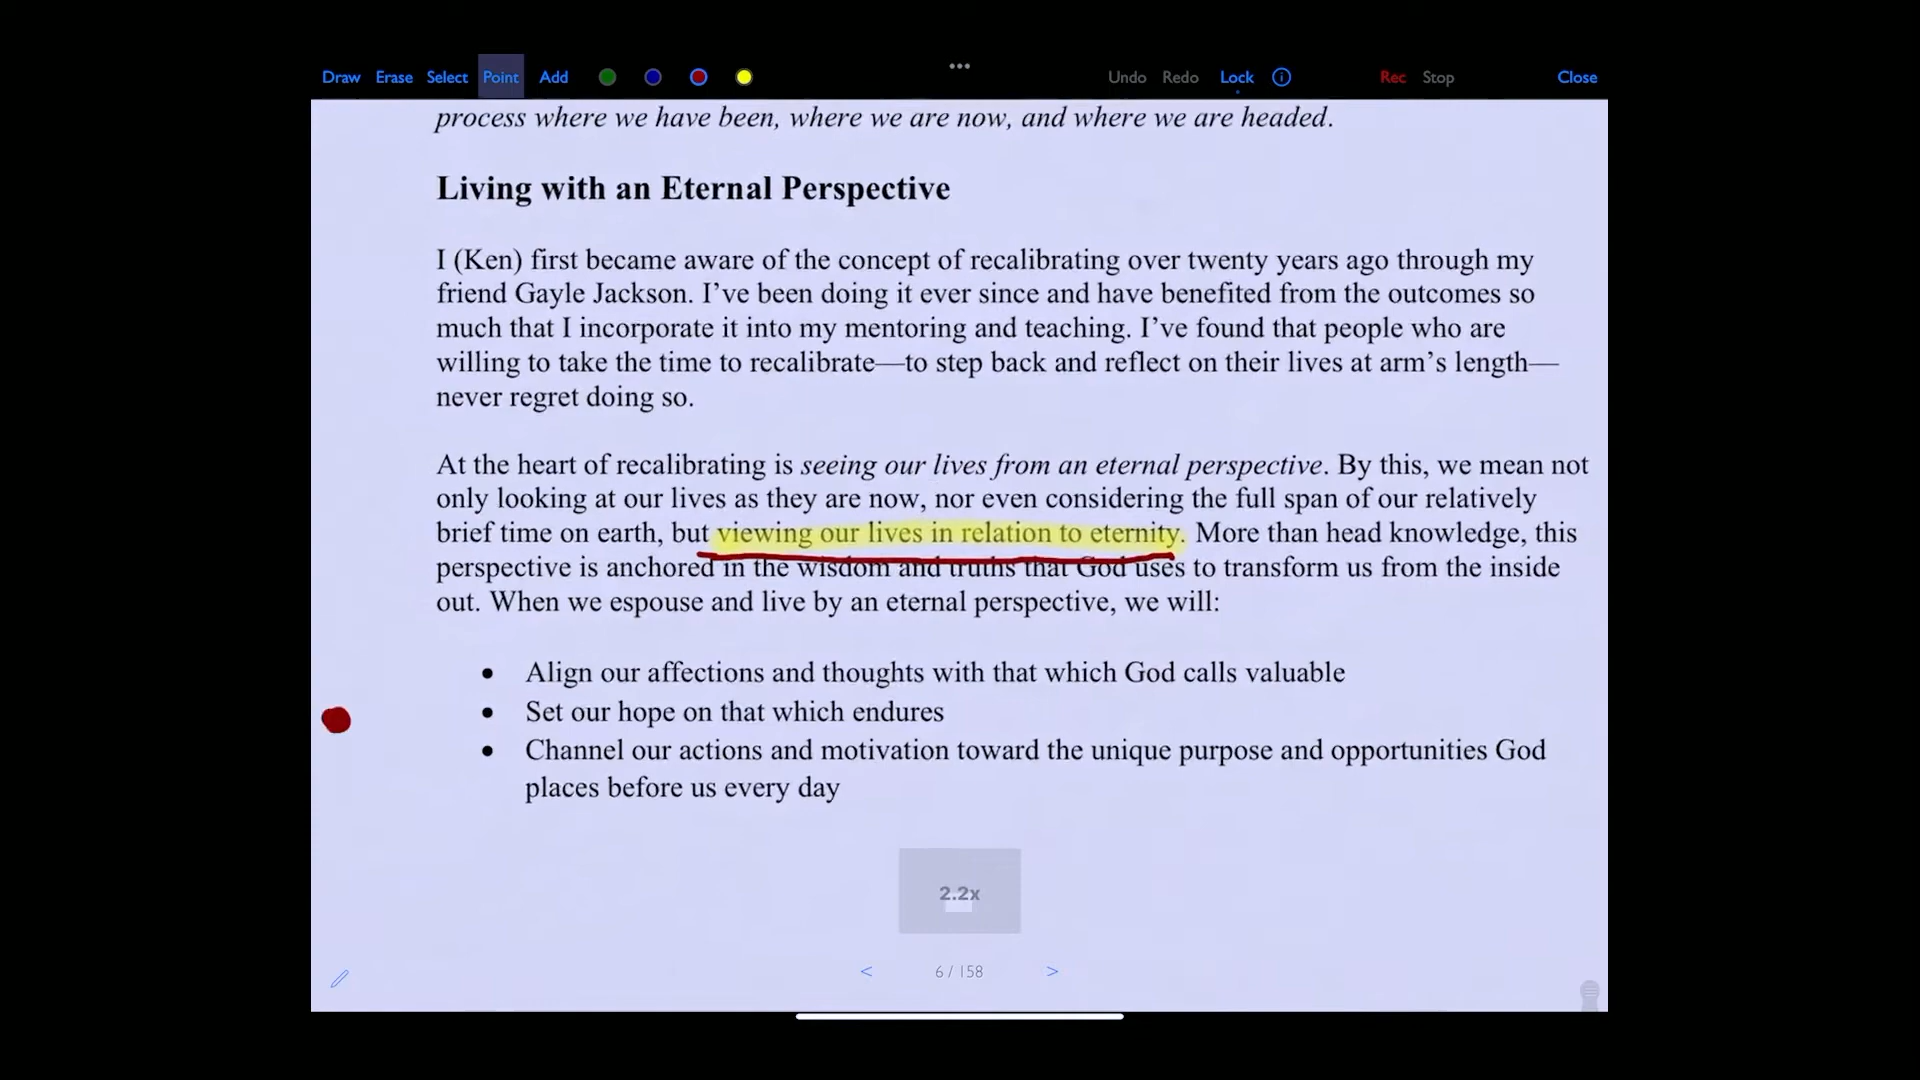 Draw Erase Select Point Add ••• Undo Redo Lock Rec Stop Close
process where we have been, where we are now, and where we are headed.
Living with an Eternal Perspective
I (Ken) first became aware of the concept of recalibrating over twenty years ago through my
friend Gayle Jackson. I’ve been doing it ever since and have benefited from the outcomes so
much that I incorporate it into my mentoring and teaching. I’ve found that people who are
willing to take the time to recalibrate—to step back and reflect on their lives at arm’s length—
never regret doing so.
At the heart of recalibrating is seeing our lives from an eternal perspective. By this, we mean not
only looking at our lives as they are now, nor even considering the full span of our relatively
brief time on earth, but viewing our lives in relation to eternity. More than head knowledge, this
perspective is anchored in the wisdom and truths that God uses to transform us from the inside
out. When we espouse and live by an eternal perspective, we will:
• Align our affections and thoughts with that which God calls valuable
• Set our hope on that which endures
• Channel our actions and motivation toward the unique purpose and opportunities God
places before us every day
2.2x
< 6 / 158 >